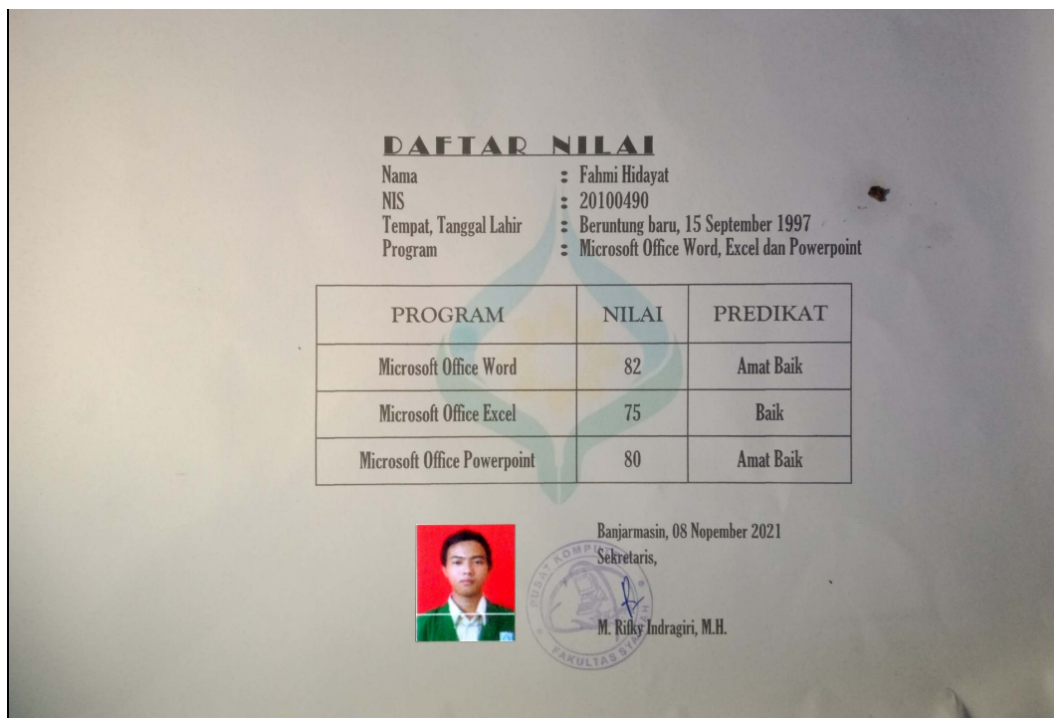 DAFTAR NILAI
Nama : Fahmi Hidayat
NIS : 20100490
Tempat, Tanggal Lahir : Beruntung baru, 15 September 1997
Program : Microsoft Office Word, Excel dan Powerpoint
PROGRAM NILAI PREDIKAT
Microsoft Office Word 82 Amat Baik
Microsoft Office Excel 75 Baik
Microsoft Office Powerpoint 80 Amat Baik
Banjarmasin, 08 Nopember 2021
Sekretaris,
M. Rifky Indragiri, M.H.
PUSAT
FAKULTAS